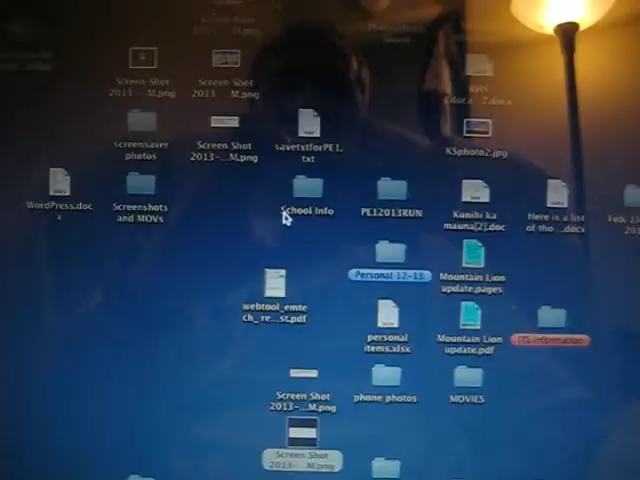 Screen Shot
2013-...M.png
Screen Shot
2013-...M.png
screensaver
photos
Screen Shot
2013-...M.png
savetxtforPE1.
txt
KSphoto2.jpg
WordPress.doc
x
Screenshots
and MOVs
School Info
PE12013RUN
Kunihi ka
mauna[2].doc
Here is a list
of tho ...docx
Personal 12-13
Mountain Lion
update.pages
webtool_emte
ch_re...st.pdf
personal
items.xlsx
Mountain Lion
update.pdf
ITS Information
Screen Shot
2013-...M.png
phone photos
MOVIES
Screen Shot
2013-...M.png